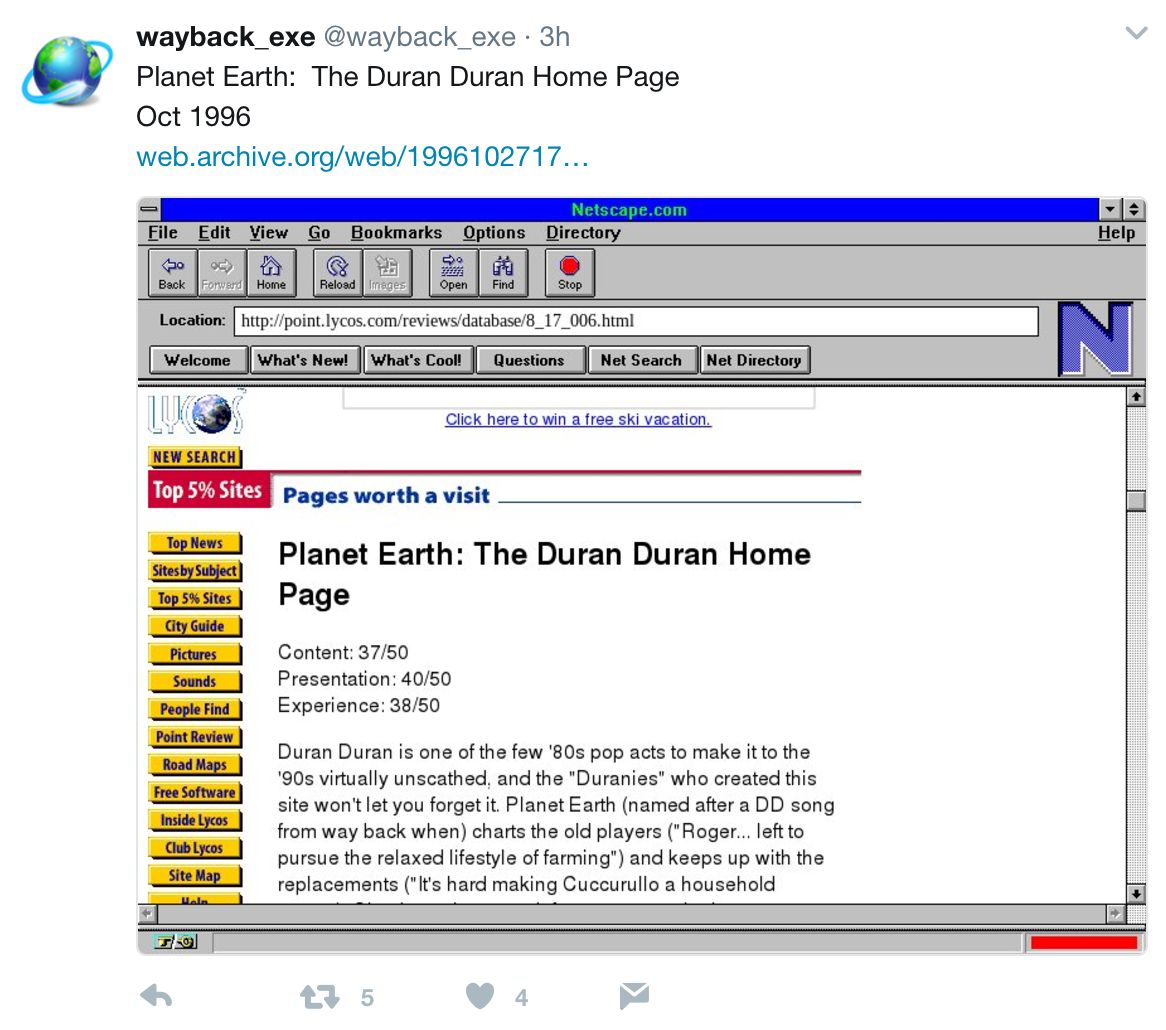 wayback_exe @wayback_exe · 3h
Planet Earth: The Duran Duran Home Page
Oct 1996
web.archive.org/web/1996102717…
Netscape.com
File Edit View Go Bookmarks Options Directory Help
Back Forward Home Reload Images Open Find Stop
Location: http://point.lycos.com/reviews/database/8_17_006.html
N
Welcome What's New! What's Cool! Questions Net Search Net Directory
LYCOS
Click here to win a free ski vacation.
NEW SEARCH
Top 5% Sites Pages worth a visit
Top News
Sites by Subject
Top 5% Sites
City Guide
Pictures
Sounds
People Find
Point Review
Road Maps
Free Software
Inside Lycos
Club Lycos
Site Map
Help
Planet Earth: The Duran Duran Home
Page
Content: 37/50
Presentation: 40/50
Experience: 38/50
Duran Duran is one of the few '80s pop acts to make it to the
'90s virtually unscathed, and the "Duranies" who created this
site won't let you forget it. Planet Earth (named after a DD song
from way back when) charts the old players ("Roger... left to
pursue the relaxed lifestyle of farming") and keeps up with the
replacements ("It's hard making Cuccurullo a household
5 4